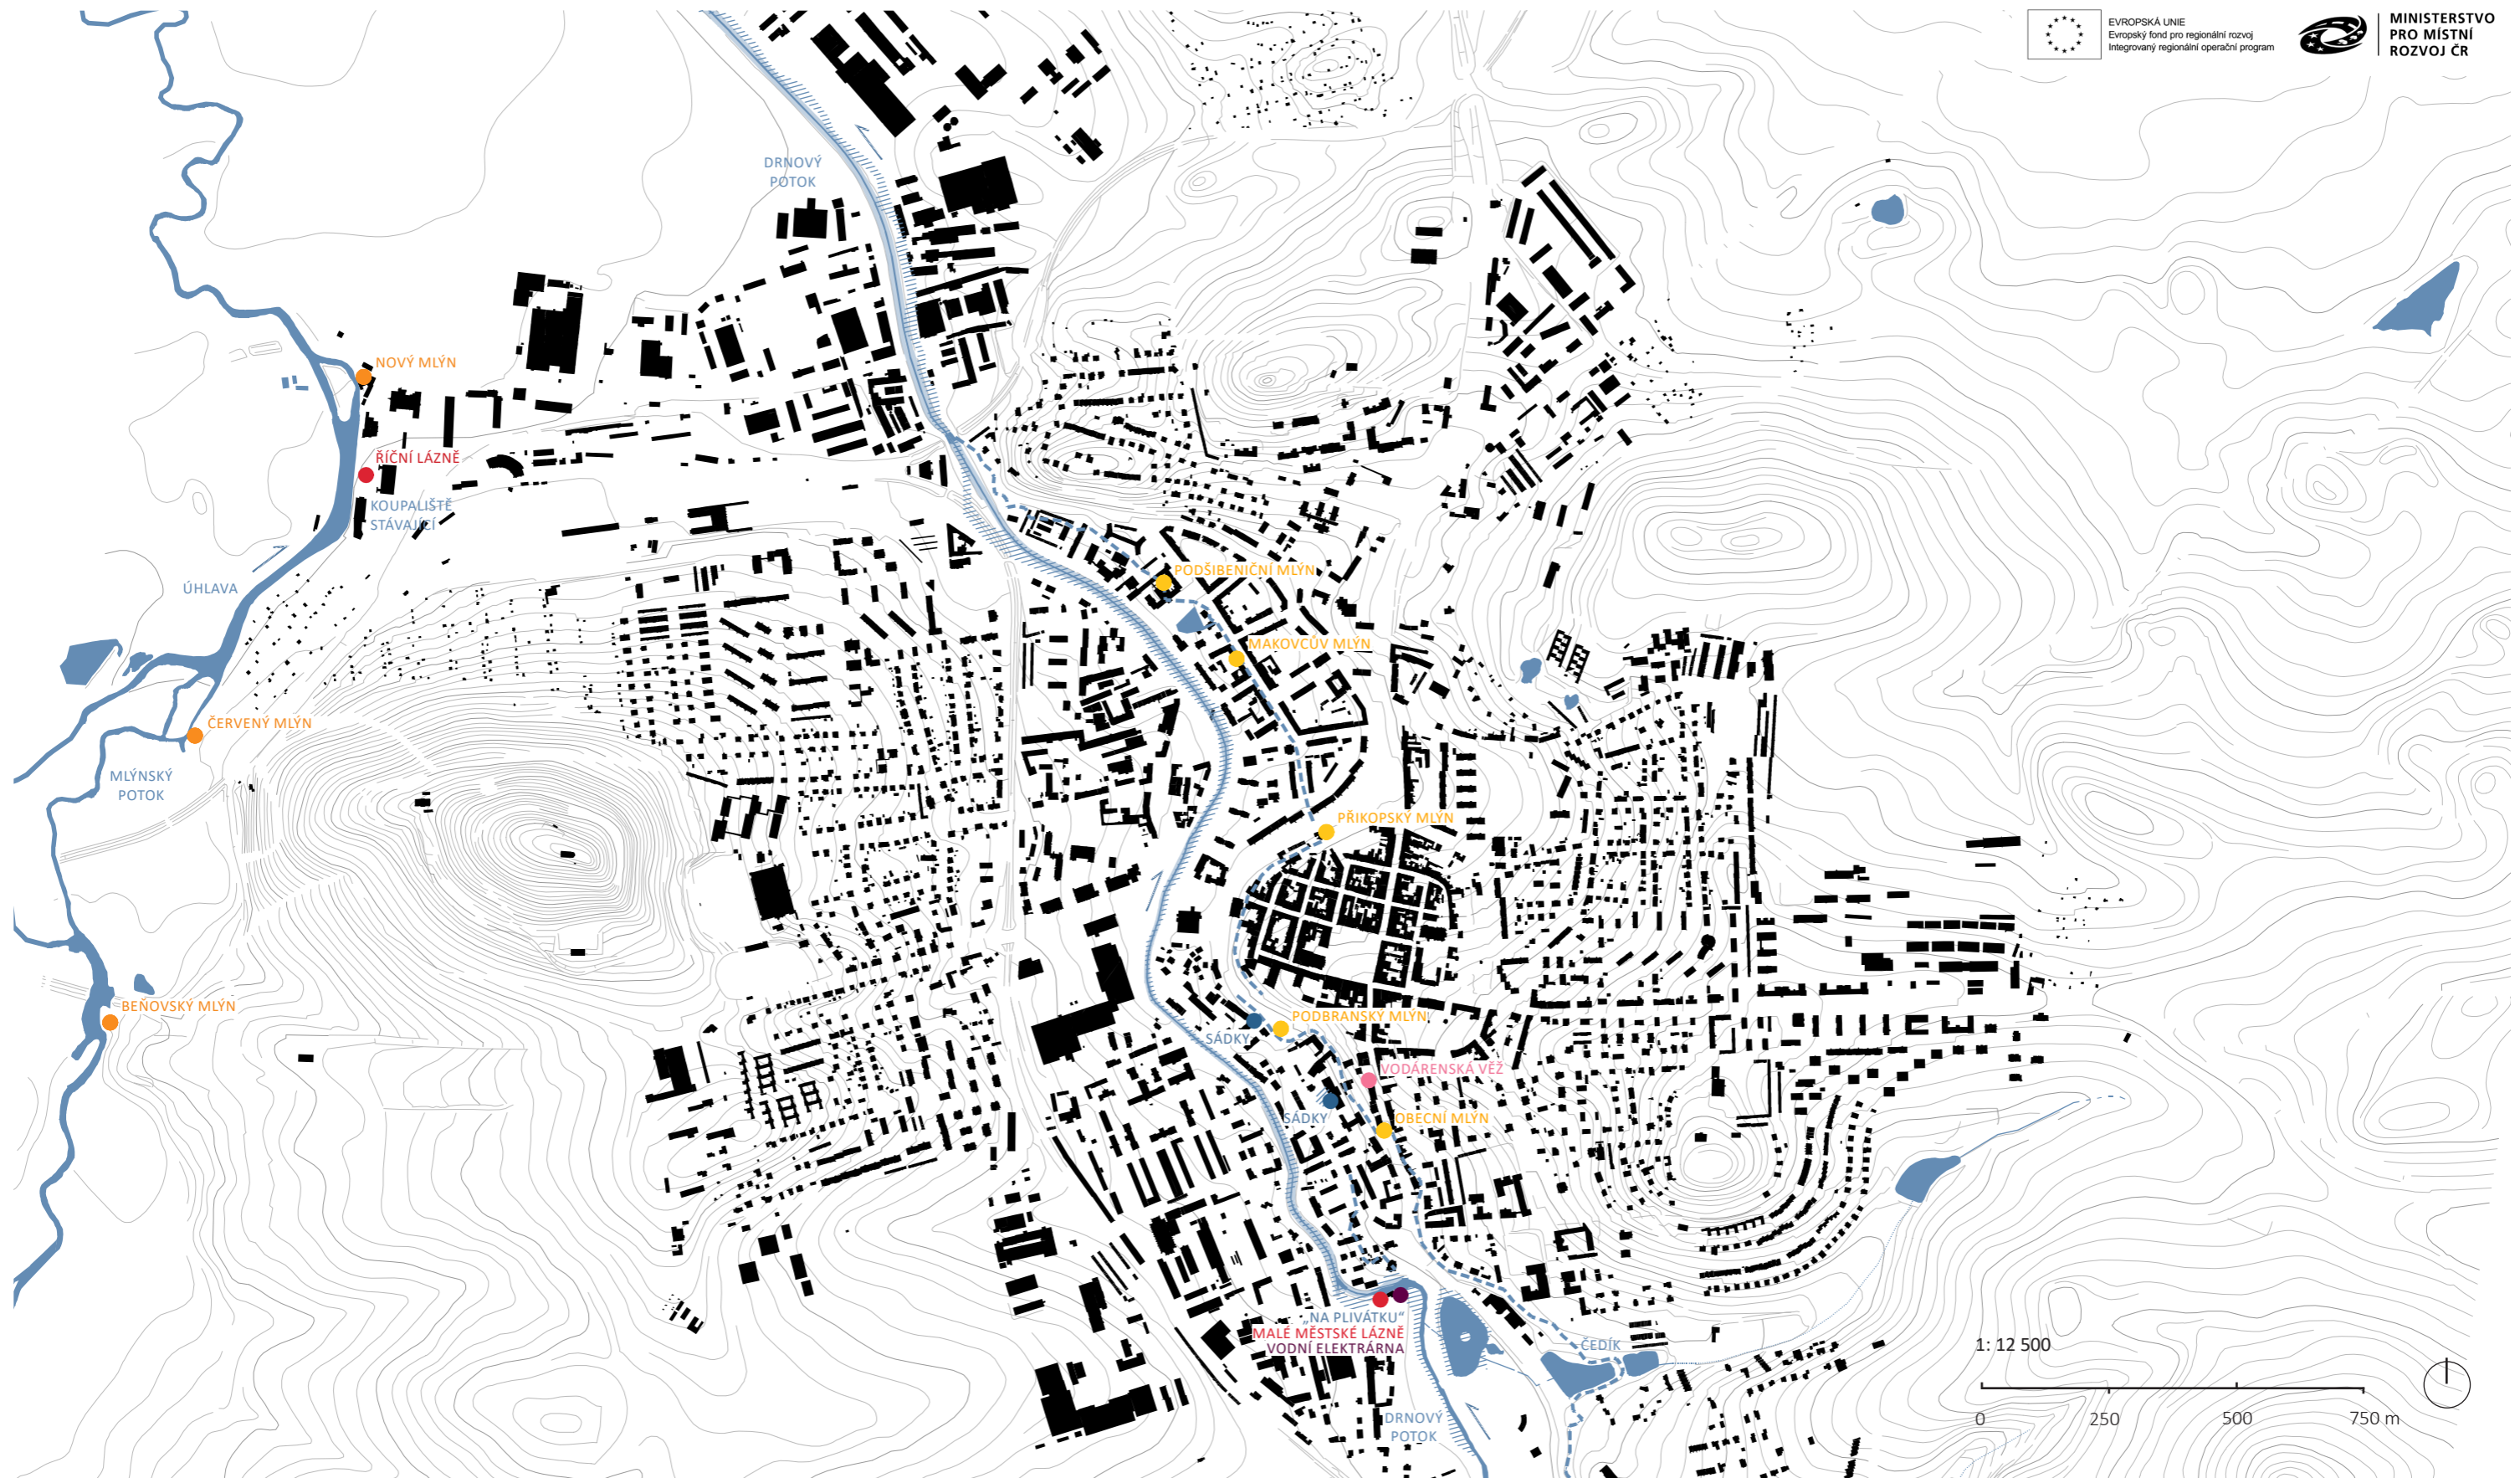 EVROPSKÁ UNIE
Evropský fond pro regionální rozvoj
Integrovaný regionální operační program
MINISTERSTVO
PRO MÍSTNÍ
ROZVOJ ČR
DRNOVÝ
POTOK
NOVÝ MLÝN
ŘÍČNÍ LÁZNĚ
KOUPALIŠTĚ
STÁVAJÍCÍ
ÚHLAVA
PODŠIBENIČNÍ MLÝN
MAKOVCŮV MLÝN
ČERVENÝ MLÝN
MLÝNSKÝ
POTOK
PŘIKOPSKÝ MLÝN
BEŇOVSKÝ MLÝN
PODBRANSKÝ MLÝN
SÁDKY
VODÁRENSKÁ VĚŽ
SÁDKY
OBECNÍ MLÝN
„NA PLIVÁTKU“
MALÉ MĚSTSKÉ LÁZNĚ
VODNÍ ELEKTRÁRNA
ČEDÍK
DRNOVÝ
POTOK
1: 12 500
0 250 500 750 m